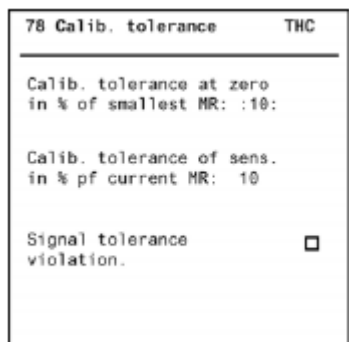 78 Calib. tolerance THC
Calib. tolerance at zero
in % of smallest MR: :10:
Calib. tolerance of sens.
in % pf current MR: 10
Signal tolerance
violation.